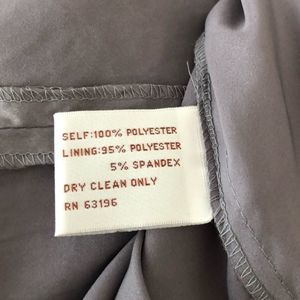 SELF:100% POLYESTER
LINING:95% POLYESTER
5% SPANDEX
DRY CLEAN ONLY
RN 63196